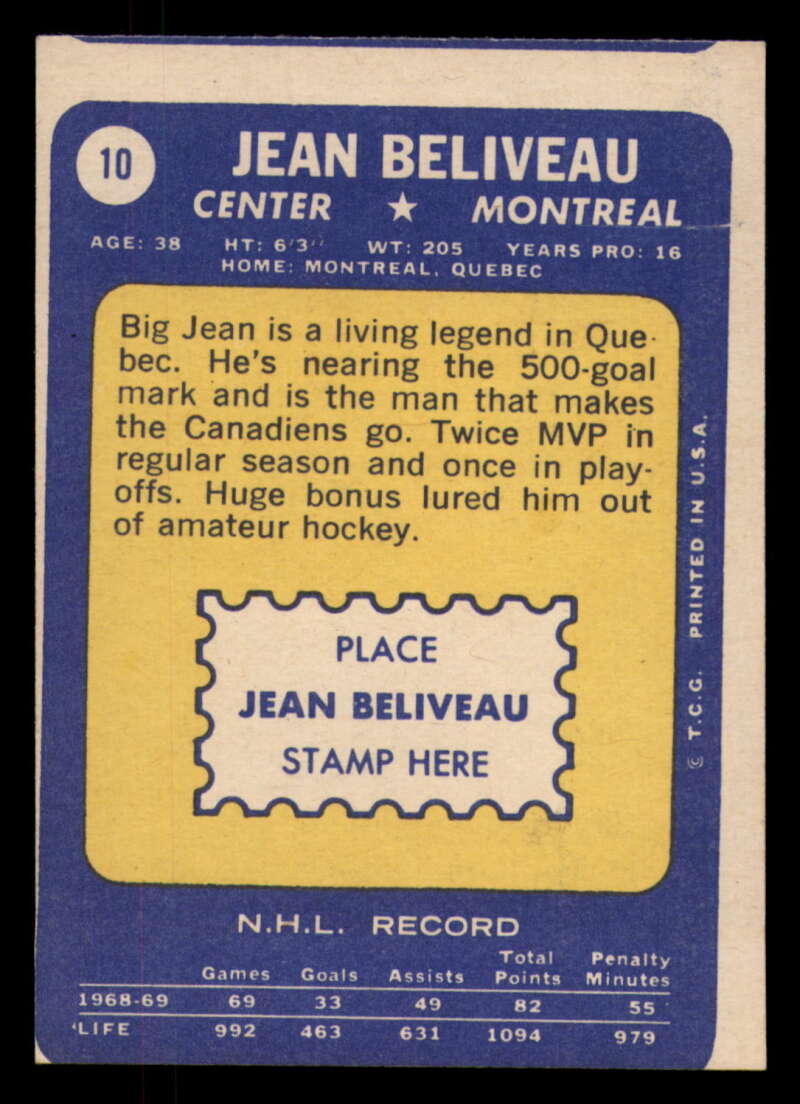 10
JEAN BELIVEAU
CENTER ★ MONTREAL
AGE: 38 HT: 6'3" WT: 205 YEARS PRO: 16
HOME: MONTREAL, QUEBEC
Big Jean is a living legend in Que-
bec. He's nearing the 500-goal
mark and is the man that makes
the Canadiens go. Twice MVP in
regular season and once in play-
offs. Huge bonus lured him out
of amateur hockey.
PLACE
JEAN BELIVEAU
STAMP HERE
© T.C.G. PRINTED IN U.S.A.
N.H.L. RECORD
Games Goals Assists Total Points Penalty Minutes
1968-69 69 33 49 82 55
LIFE 992 463 631 1094 979